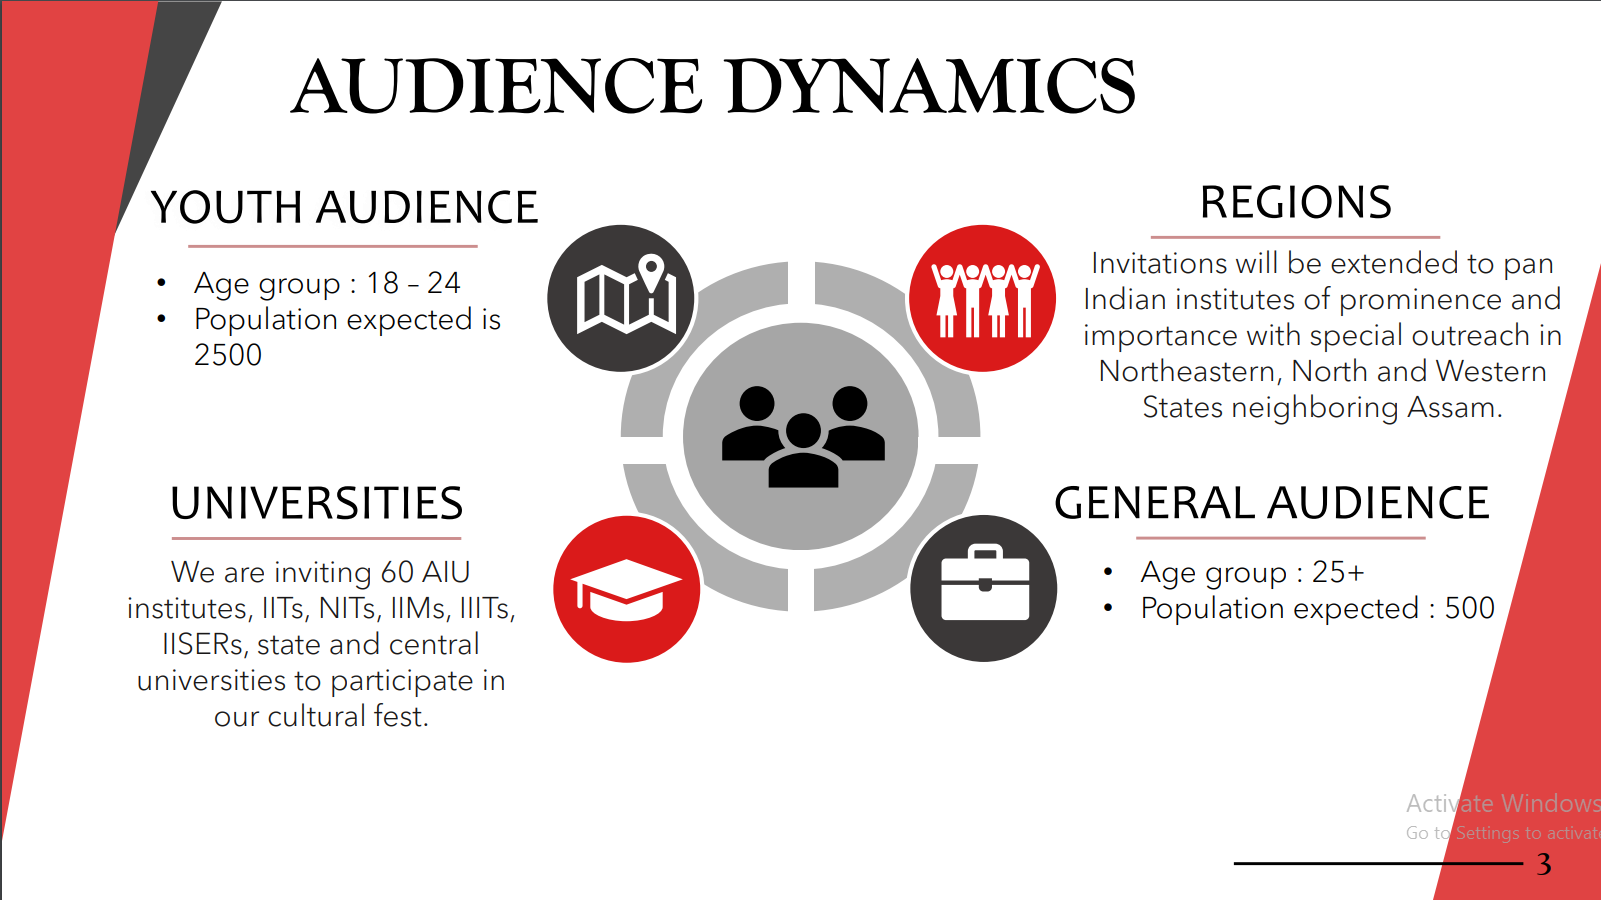 AUDIENCE DYNAMICS
YOUTH AUDIENCE
• Age group : 18 – 24
• Population expected is
2500
REGIONS
Invitations will be extended to pan
Indian institutes of prominence and
importance with special outreach in
Northeastern, North and Western
States neighboring Assam.
UNIVERSITIES
We are inviting 60 AIU
institutes, IITs, NITs, IIMs, IIITs,
IISERs, state and central
universities to participate in
our cultural fest.
GENERAL AUDIENCE
• Age group : 25+
• Population expected : 500
Activate Windows
Go to Settings to activate
3